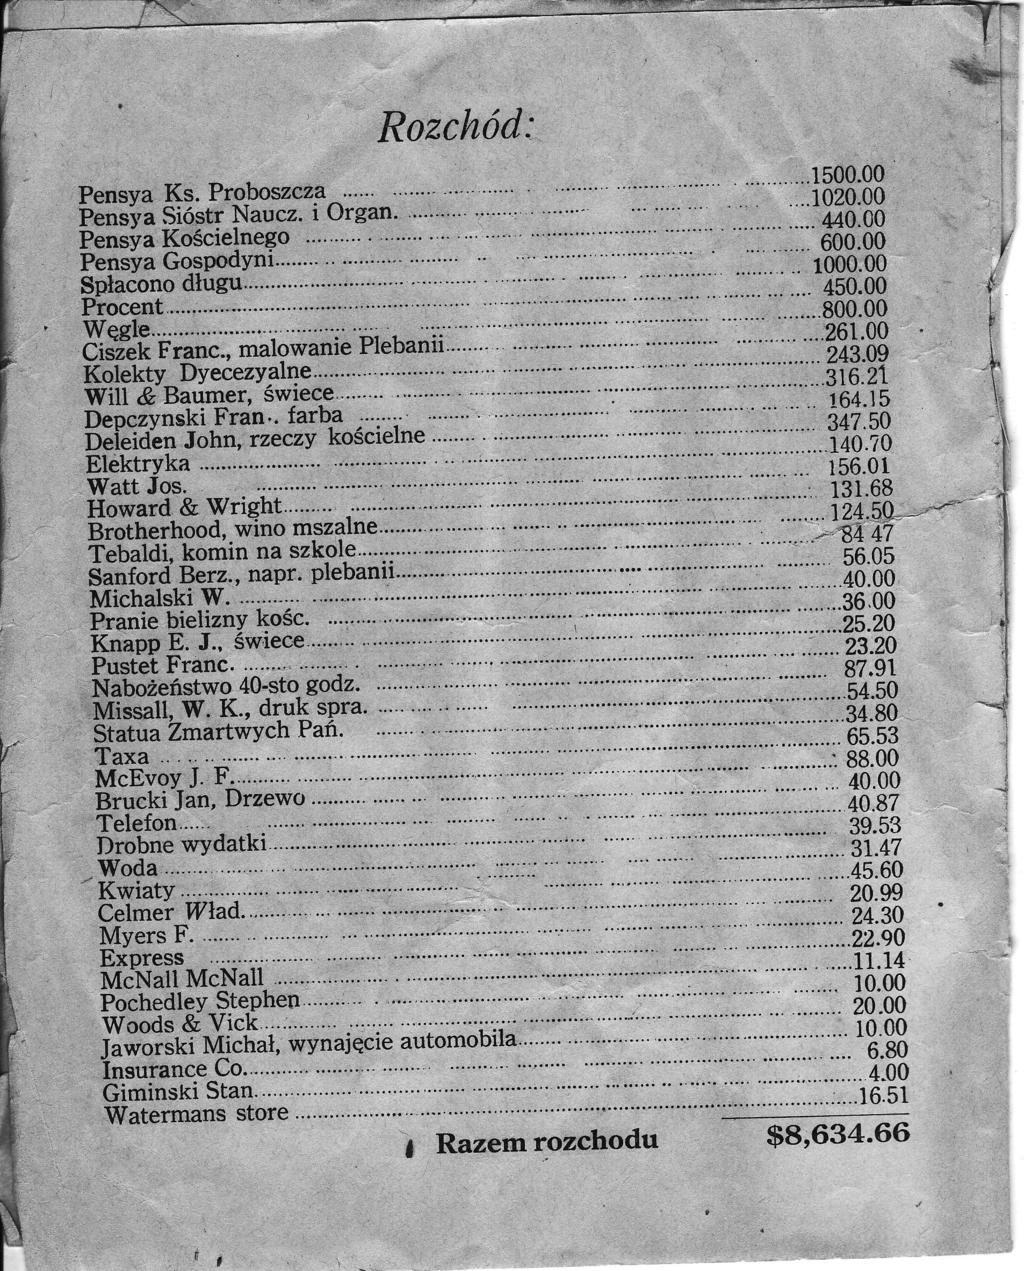 Rozchód:
Pensya Ks. Proboszcza ........ 1500.00
Pensya Sióstr Naucz. i Organ. ........ 1020.00
Pensya Kościelnego ........ 440.00
Pensya Gospodyni ........ 600.00
Spłacono długu ........ 1000.00
Procent ........ 450.00
Węgle ........ 800.00
Ciszek Franc., malowanie Plebanii ........ 261.00
Kolekty Dyecezyalne ........ 243.09
Will & Baumer, świece ........ 316.21
Depczynski Fran.. farba ........ 164.15
Deleiden John, rzeczy kościelne ........ 347.50
Elektryka ........ 140.70
Watt Jos. ........ 156.01
Howard & Wright ........ 131.68
Brotherhood, wino mszalne ........ 124.50
Tebaldi, komin na szkole ........ 84 47
Sanford Berz., napr. plebanii ........ 56.05
Michalski W. ........ 40.00
Pranie bielizny kośc. ........ 36.00
Knapp E. J., świece ........ 25.20
Pustet Franc. ........ 23.20
Nabożeństwo 40-sto godz. ........ 87.91
Missall, W. K., druk spra. ........ 54.50
Statua Zmartwych Pań. ........ 34.80
Taxa ........ 65.53
McEvoy J. F. ........ 88.00
Brucki Jan, Drzewo ........ 40.00
Telefon ........ 40.87
Drobne wydatki ........ 39.53
Woda ........ 31.47
Kwiaty ........ 45.60
Celmer Wład. ........ 20.99
Myers F. ........ 24.30
Express ........ 22.90
McNall McNall ........ 11.14
Pochedley Stephen ........ 10.00
Woods & Vick ........ 20.00
Jaworski Michał, wynajęcie automobila ........ 10.00
Insurance Co. ........ 6.80
Giminski Stan. ........ 4.00
Watermans store ........ 16.51
Razem rozchodu $8,634.66